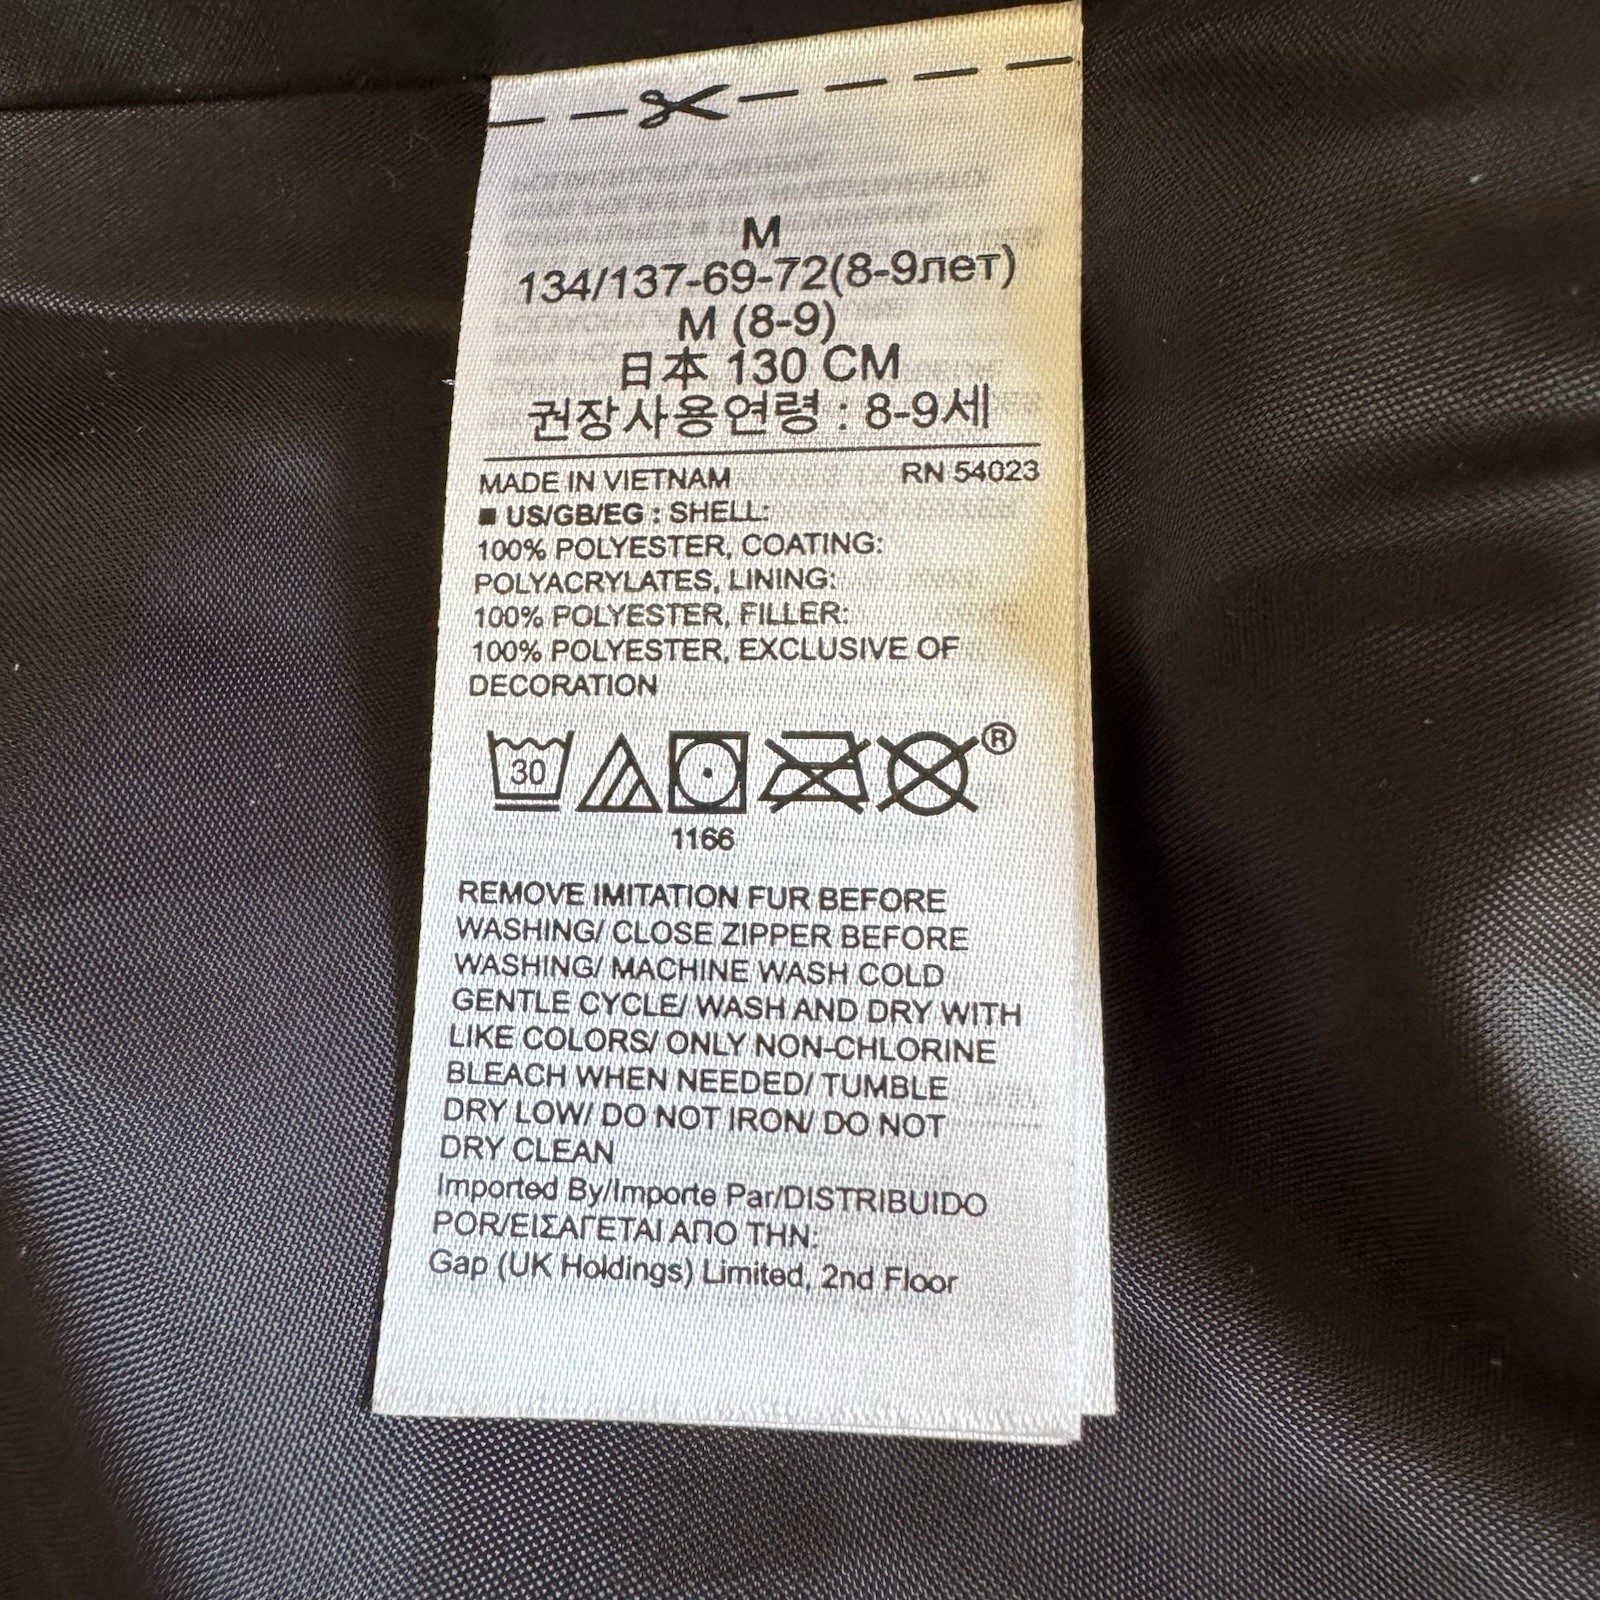 M
134/137-69-72(8-9лет)
M (8-9)
日本 130 CM
권장사용연령 : 8-9세
MADE IN VIETNAM RN 54023
■ US/GB/EG : SHELL:
100% POLYESTER, COATING:
POLYACRYLATES, LINING:
100% POLYESTER, FILLER:
100% POLYESTER, EXCLUSIVE OF
DECORATION
30
®
1166
REMOVE IMITATION FUR BEFORE
WASHING/ CLOSE ZIPPER BEFORE
WASHING/ MACHINE WASH COLD
GENTLE CYCLE/ WASH AND DRY WITH
LIKE COLORS/ ONLY NON-CHLORINE
BLEACH WHEN NEEDED/ TUMBLE
DRY LOW/ DO NOT IRON/ DO NOT
DRY CLEAN
Imported By/Importe Par/DISTRIBUIDO
POR/ΕΙΣΑΓΕΤΑΙ ΑΠΟ ΤΗΝ:
Gap (UK Holdings) Limited, 2nd Floor